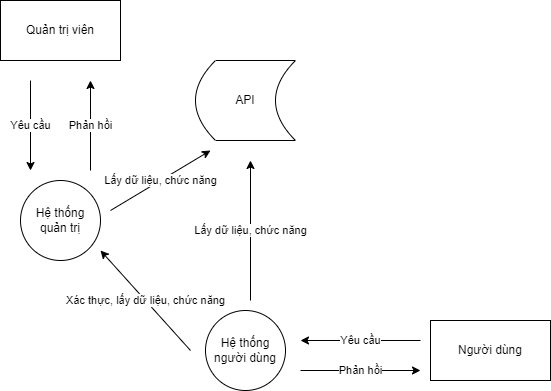 Quản trị viên
API
Yêu cầu
Phản hồi
Lấy dữ liệu, chức năng
Hệ thống
quản trị
Lấy dữ liệu, chức năng
Xác thực, lấy dữ liệu, chức năng
Hệ thống
người dùng
Yêu cầu
Người dùng
Phản hồi